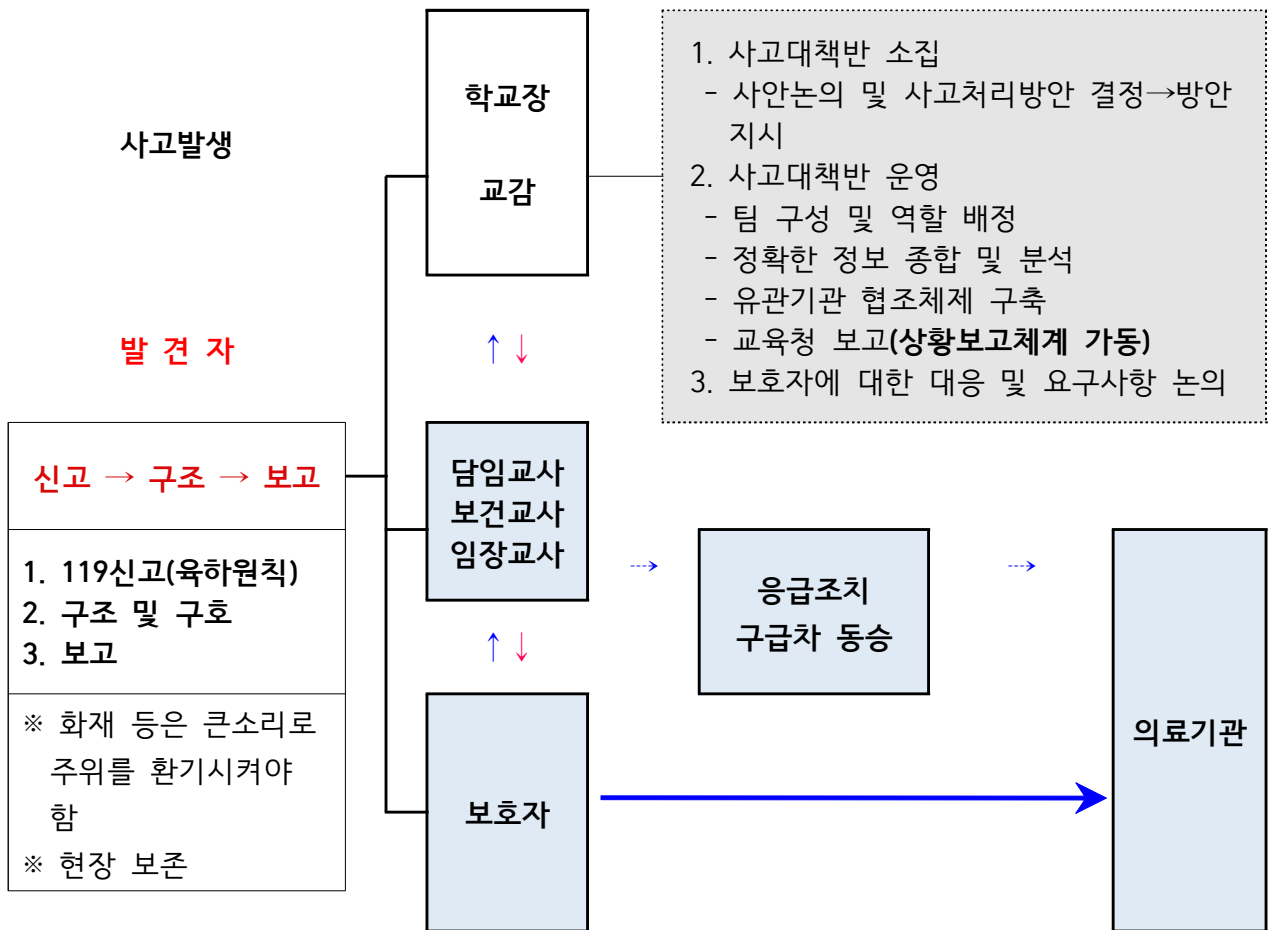 사고발생
발 견 자
신고 → 구조 → 보고
1. 119신고(육하원칙)
2. 구조 및 구호
3. 보고
※ 화재 등은 큰소리로
주위를 환기시켜야
함
※ 현장 보존
학교장
교감
↑ ↓
담임교사
보건교사
임장교사
↑ ↓
보호자
1. 사고대책반 소집
- 사안논의 및 사고처리방안 결정→방안
지시
2. 사고대책반 운영
- 팀 구성 및 역할 배정
- 정확한 정보 종합 및 분석
- 유관기관 협조체제 구축
- 교육청 보고(상황보고체계 가동)
3. 보호자에 대한 대응 및 요구사항 논의
응급조치
구급차 동승
의료기관